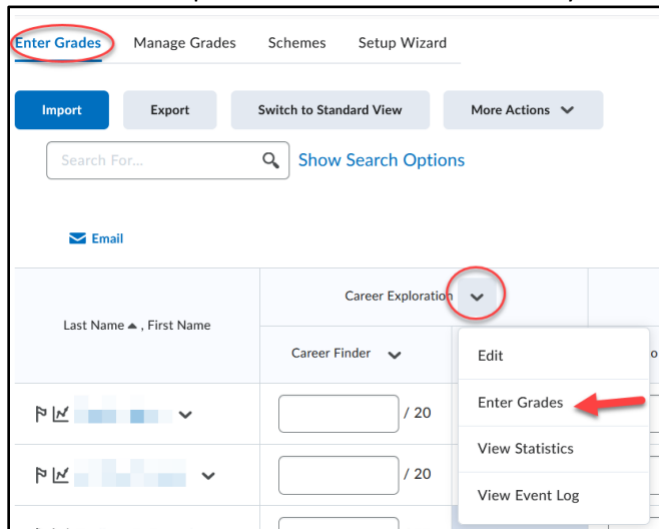 Enter Grades Manage Grades Schemes Setup Wizard
Import Export Switch to Standard View More Actions
Search For... Show Search Options
Email
Career Exploration
Last Name , First Name
Career Finder
Edit
Enter Grades
/ 20
View Statistics
/ 20
View Event Log